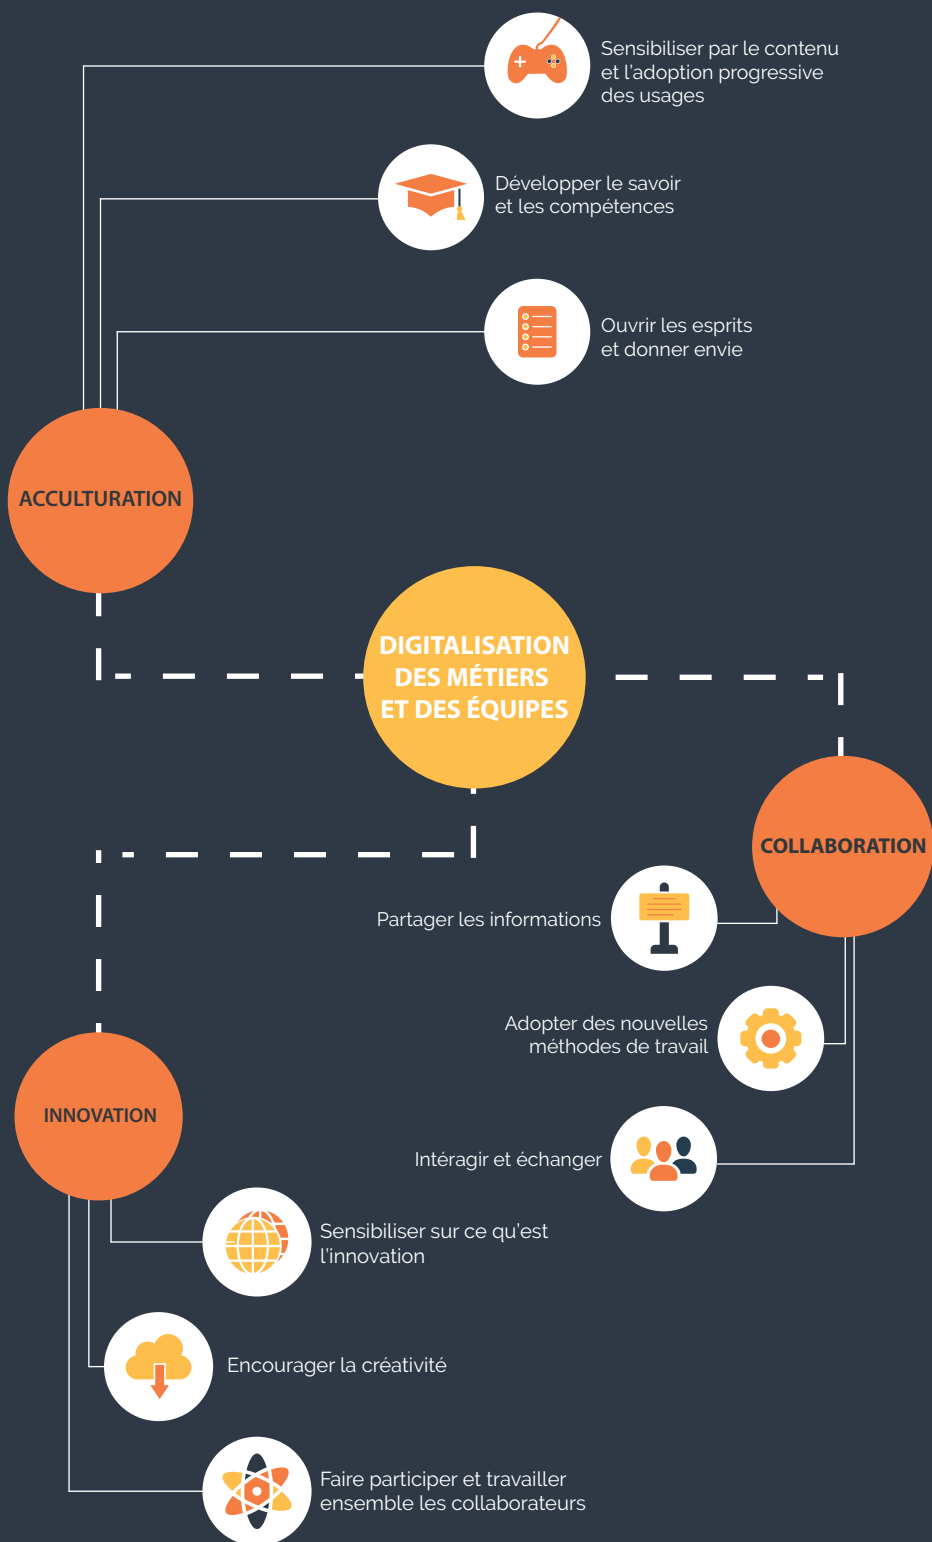 Sensibiliser par le contenu
et l'adoption progressive
des usages
Développer le savoir
et les compétences
Ouvrir les esprits
et donner envie
ACCULTURATION
DIGITALISATION
DES MÉTIERS
ET DES ÉQUIPES
COLLABORATION
Partager les informations
Adopter des nouvelles
méthodes de travail
Intéragir et échanger
INNOVATION
Sensibiliser sur ce qu'est
l'innovation
Encourager la créativité
Faire participer et travailler
ensemble les collaborateurs